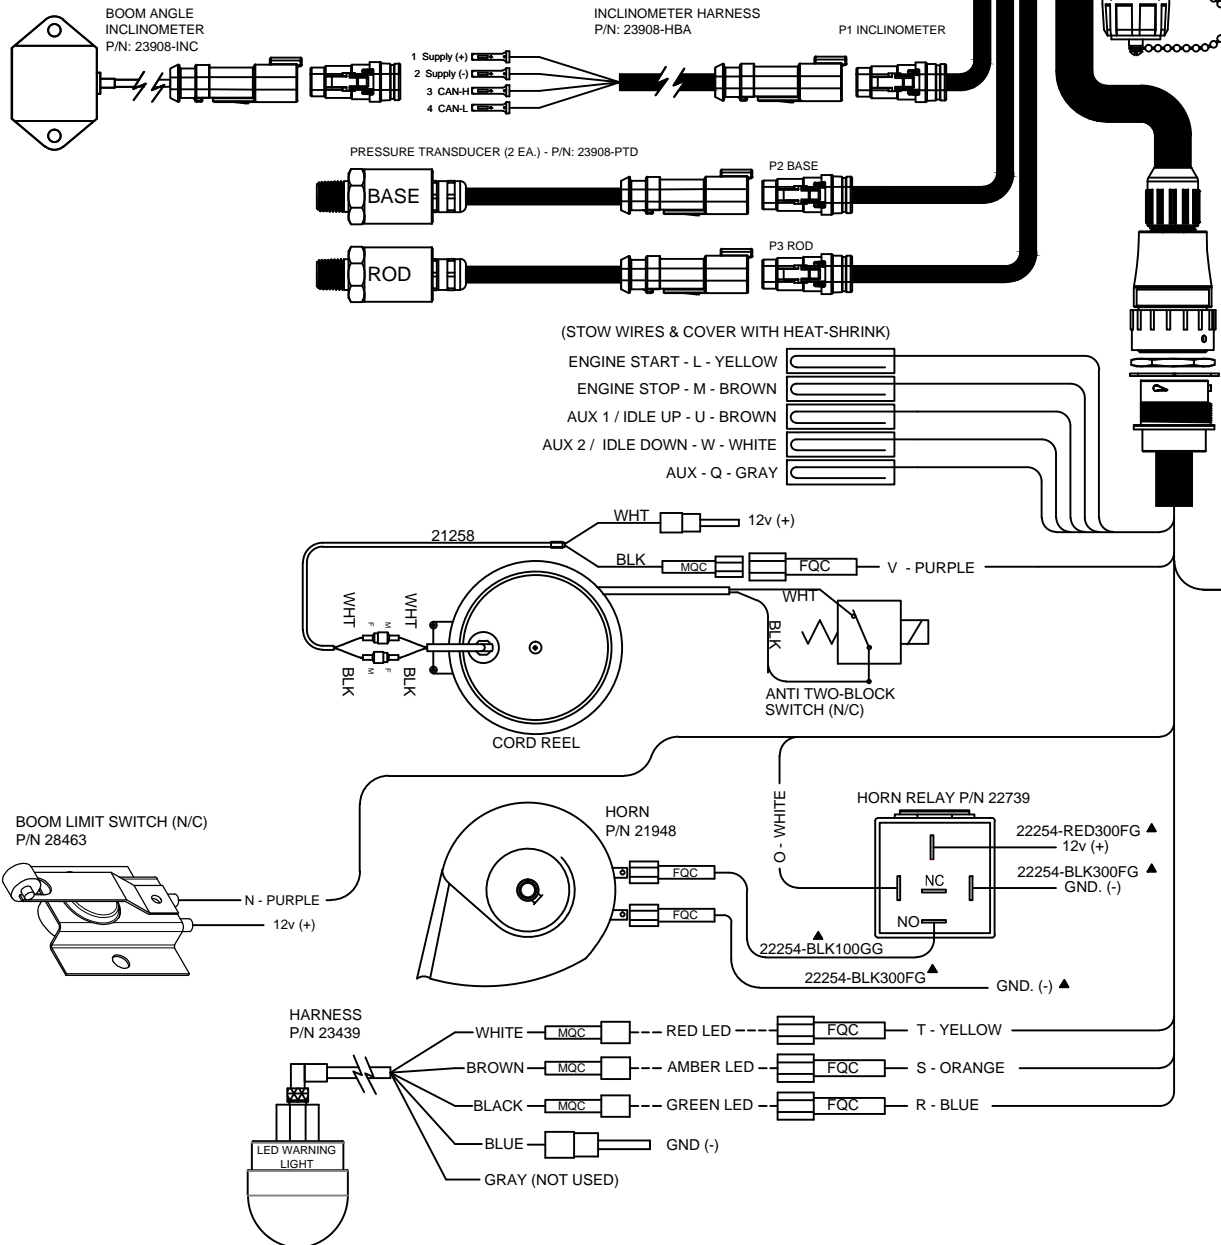 BOOM ANGLE
INCLINOMETER
P/N: 23908-INC
INCLINOMETER HARNESS
P/N: 23908-HBA
P1 INCLINOMETER
1 Supply (+)
2 Supply (-)
3 CAN-H
4 CAN-L
PRESSURE TRANSDUCER (2 EA.) - P/N: 23908-PTD
BASE
P2 BASE
ROD
P3 ROD
(STOW WIRES & COVER WITH HEAT-SHRINK)
ENGINE START - L - YELLOW
ENGINE STOP - M - BROWN
AUX 1 / IDLE UP - U - BROWN
AUX 2 / IDLE DOWN - W - WHITE
AUX - Q - GRAY
WHT
12v (+)
21258
BLK
MQC
FQC
V - PURPLE
WHT
WHT
F
M
M
F
BLK
BLK
WHT
BLK
ANTI TWO-BLOCK
SWITCH (N/C)
CORD REEL
BOOM LIMIT SWITCH (N/C)
P/N 28463
N - PURPLE
12v (+)
HORN
P/N 21948
FQC
FQC
O - WHITE
HORN RELAY P/N 22739
22254-RED300FG ▲
12v (+)
22254-BLK300FG ▲
GND. (-)
NC
NO
▲
22254-BLK100GG
22254-BLK300FG ▲
GND. (-) ▲
HARNESS
P/N 23439
WHITE
MQC
RED LED
FQC
T - YELLOW
BROWN
MQC
AMBER LED
FQC
S - ORANGE
BLACK
MQC
GREEN LED
FQC
R - BLUE
BLUE
GND (-)
GRAY (NOT USED)
LED WARNING
LIGHT